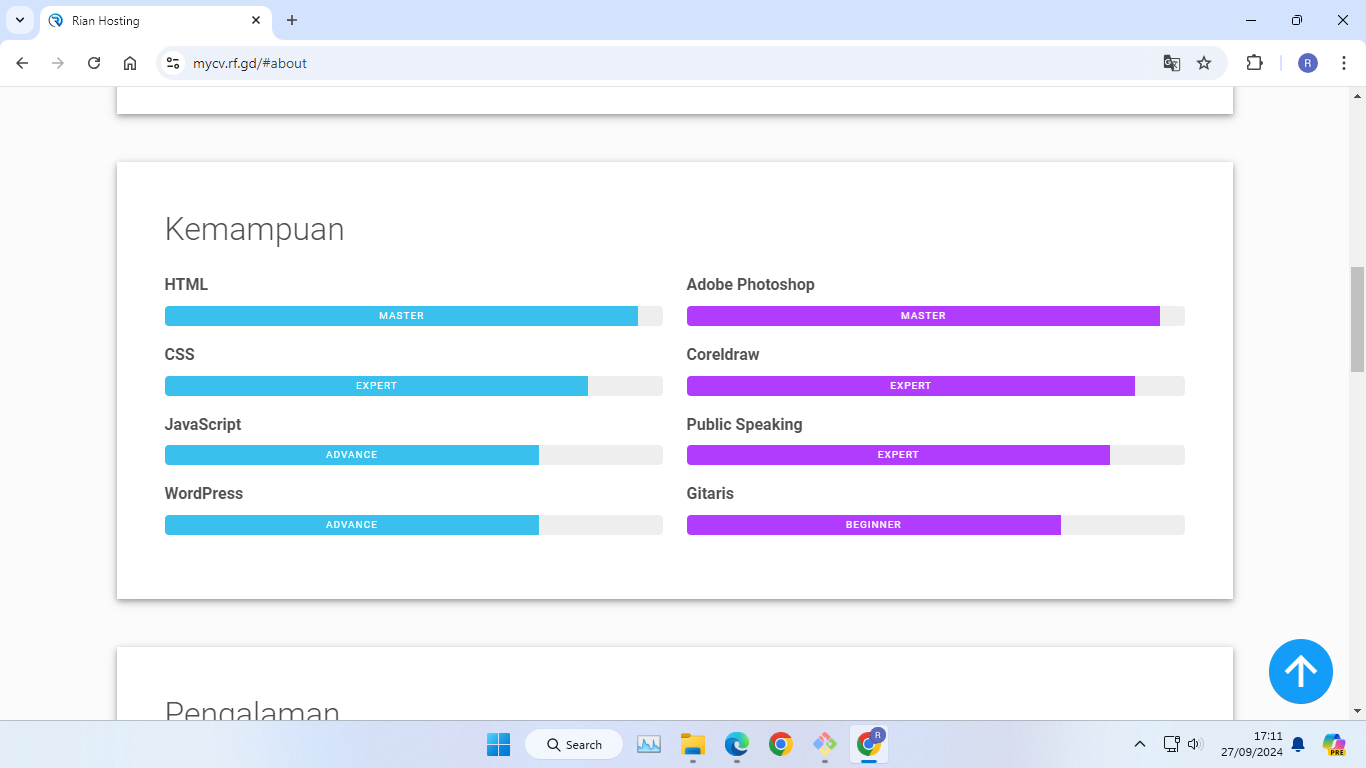 Rian Hosting
mycv.rf.gd/#about
R
Kemampuan
HTML
MASTER
CSS
EXPERT
JavaScript
ADVANCE
WordPress
ADVANCE
Adobe Photoshop
MASTER
Coreldraw
EXPERT
Public Speaking
EXPERT
Gitaris
BEGINNER
Pengalaman
Search
R
17:11
27/09/2024
PRE